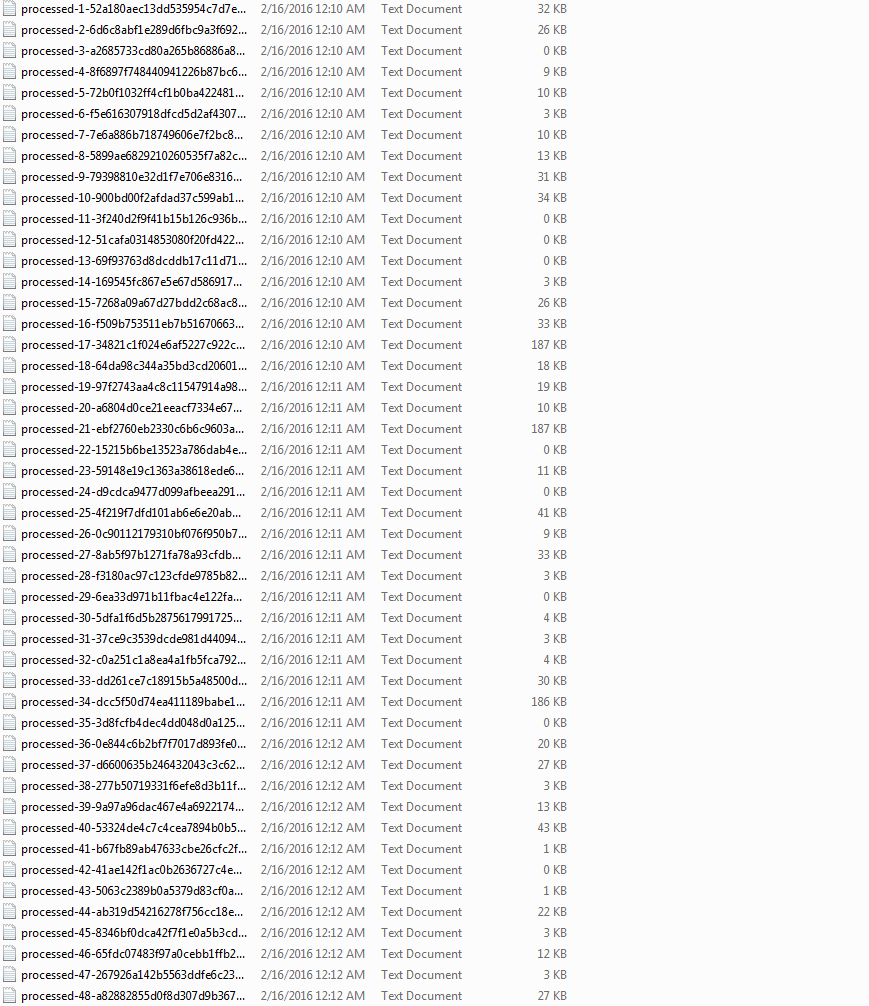 processed-1-52a180aec13dd535954c7d7e... 2/16/2016 12:10 AM Text Document 32 KB
processed-2-6d6c8abf1e289d6fbc9a3f692... 2/16/2016 12:10 AM Text Document 26 KB
processed-3-a2685733cd80a265b86886a8... 2/16/2016 12:10 AM Text Document 0 KB
processed-4-8f6897f748440941226b87bc6... 2/16/2016 12:10 AM Text Document 9 KB
processed-5-72b0f1032ff4cf1b0ba422481... 2/16/2016 12:10 AM Text Document 10 KB
processed-6-f5e616307918dfcd5d2af4307... 2/16/2016 12:10 AM Text Document 3 KB
processed-7-7e6a886b718749606e7f2bc8... 2/16/2016 12:10 AM Text Document 10 KB
processed-8-5899ae6829210260535f7a82c... 2/16/2016 12:10 AM Text Document 13 KB
processed-9-79398810e32d1f7e706e8316... 2/16/2016 12:10 AM Text Document 31 KB
processed-10-900bd00f2afdad37c599ab1... 2/16/2016 12:10 AM Text Document 34 KB
processed-11-3f240d2f9f41b15b126c936b... 2/16/2016 12:10 AM Text Document 0 KB
processed-12-51cafa0314853080f20fd422... 2/16/2016 12:10 AM Text Document 0 KB
processed-13-69f93763d8dcddb17c11d71... 2/16/2016 12:10 AM Text Document 0 KB
processed-14-169545fc867e5e67d586917... 2/16/2016 12:10 AM Text Document 3 KB
processed-15-7268a09a67d27bdd2c68ac8... 2/16/2016 12:10 AM Text Document 26 KB
processed-16-f509b753511eb7b51670663... 2/16/2016 12:10 AM Text Document 33 KB
processed-17-34821c1f024e6af5227c922c... 2/16/2016 12:10 AM Text Document 187 KB
processed-18-64da98c344a35bd3cd20601... 2/16/2016 12:10 AM Text Document 18 KB
processed-19-97f2743aa4c8c11547914a98... 2/16/2016 12:11 AM Text Document 19 KB
processed-20-a6804d0ce21eeacf7334e67... 2/16/2016 12:11 AM Text Document 10 KB
processed-21-ebf2760eb2330c6b6c9603a... 2/16/2016 12:11 AM Text Document 187 KB
processed-22-15215b6be13523a786dab4e... 2/16/2016 12:11 AM Text Document 0 KB
processed-23-59148e19c1363a38618ede6... 2/16/2016 12:11 AM Text Document 11 KB
processed-24-d9cdca9477d099afbeea291... 2/16/2016 12:11 AM Text Document 0 KB
processed-25-4f219f7dfd101ab6e6e20ab... 2/16/2016 12:11 AM Text Document 41 KB
processed-26-0c90112179310bf076f950b7... 2/16/2016 12:11 AM Text Document 9 KB
processed-27-8ab5f97b1271fa78a93cfdb... 2/16/2016 12:11 AM Text Document 33 KB
processed-28-f3180ac97c123cfde9785b82... 2/16/2016 12:11 AM Text Document 3 KB
processed-29-6ea33d971b11fbac4e122fa... 2/16/2016 12:11 AM Text Document 0 KB
processed-30-5dfa1f6d5b2875617991725... 2/16/2016 12:11 AM Text Document 4 KB
processed-31-37ce9c3539dcde981d44094... 2/16/2016 12:11 AM Text Document 3 KB
processed-32-c0a251c1a8ea4a1fb5fca792... 2/16/2016 12:11 AM Text Document 4 KB
processed-33-dd261ce7c18915b5a48500d... 2/16/2016 12:11 AM Text Document 30 KB
processed-34-dcc5f50d74ea411189babe1... 2/16/2016 12:11 AM Text Document 186 KB
processed-35-3d8fcfb4dec4dd048d0a125... 2/16/2016 12:11 AM Text Document 0 KB
processed-36-0e844c6b2bf7f7017d893fe0... 2/16/2016 12:12 AM Text Document 20 KB
processed-37-d6600635b246432043c3c62... 2/16/2016 12:12 AM Text Document 27 KB
processed-38-277b50719331f6efe8d3b11f... 2/16/2016 12:12 AM Text Document 3 KB
processed-39-9a97a96dac467e4a6922174... 2/16/2016 12:12 AM Text Document 13 KB
processed-40-53324de4c7c4cea7894b0b5... 2/16/2016 12:12 AM Text Document 43 KB
processed-41-b67fb89ab47633cbe26cfc2f... 2/16/2016 12:12 AM Text Document 1 KB
processed-42-41ae142f1ac0b2636727c4e... 2/16/2016 12:12 AM Text Document 0 KB
processed-43-5063c2389b0a5379d83cf0a... 2/16/2016 12:12 AM Text Document 1 KB
processed-44-ab319d54216278f756cc18e... 2/16/2016 12:12 AM Text Document 22 KB
processed-45-8346bf0dca42f7f1e0a5b3cd... 2/16/2016 12:12 AM Text Document 3 KB
processed-46-65fdc07483f97a0cebb1ffb2... 2/16/2016 12:12 AM Text Document 12 KB
processed-47-267926a142b5563ddfe6c23... 2/16/2016 12:12 AM Text Document 3 KB
processed-48-a82882855d0f8d307d9b367... 2/16/2016 12:12 AM Text Document 27 KB